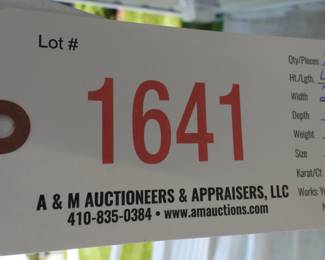 Lot #
1641
A & M AUCTIONEERS & APPRAISERS, LLC
410-835-0384 • www.amauctions.com
Qty/Pieces
Ht./Lgth.
Width
Depth
Weight
Size
Karat/Ct
Works: